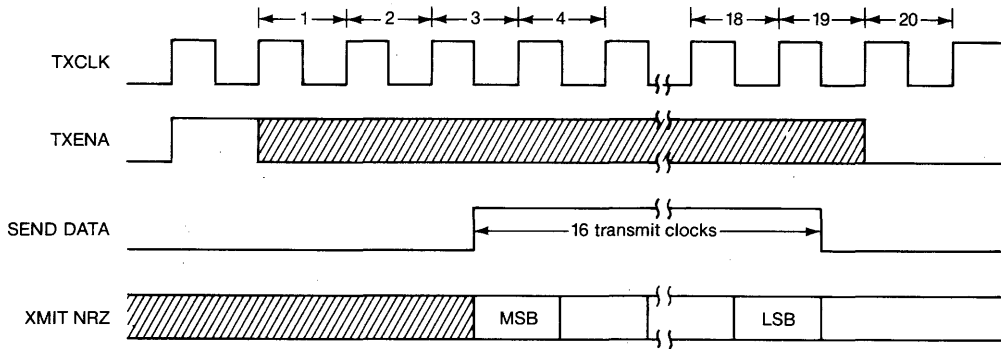 1 2 3 4 18 19 20
TXCLK
TXENA
SEND DATA
16 transmit clocks
XMIT NRZ
MSB LSB